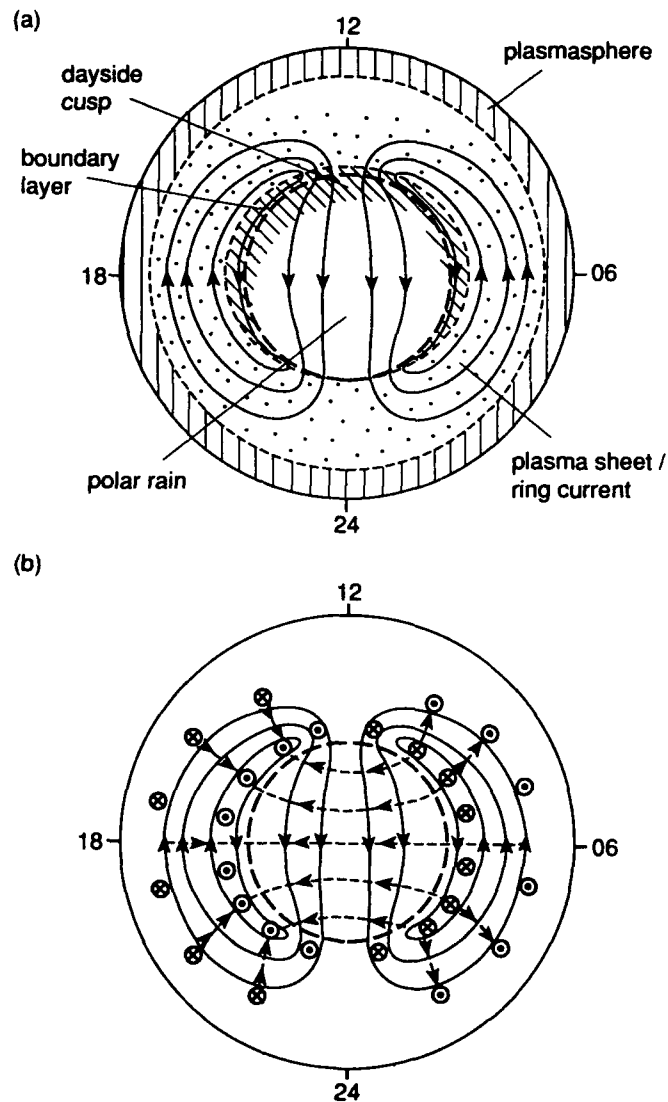 (a)
12
plasmasphere
dayside
cusp
boundary
layer
18
06
polar rain
plasma sheet /
ring current
24
(b)
12
18
06
24